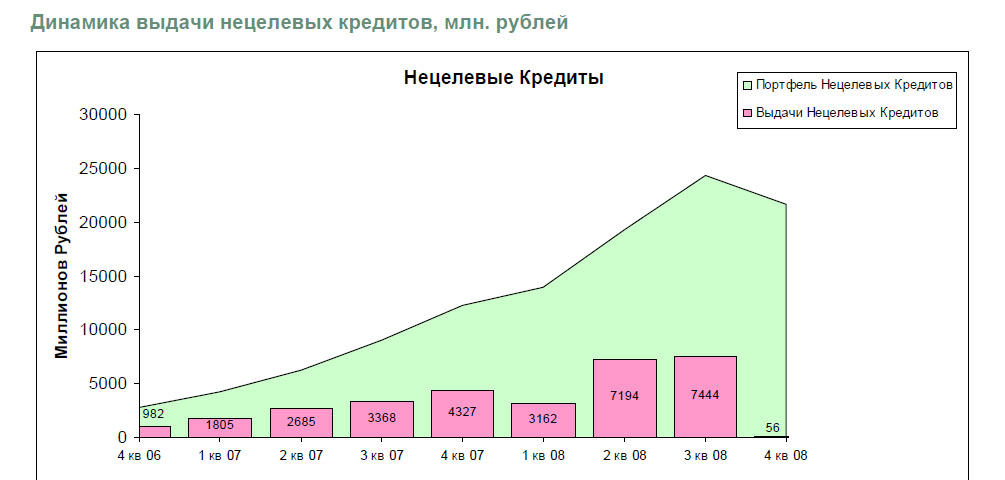 Динамика выдачи нецелевых кредитов, млн. рублей
Нецелевые Кредиты
Портфель Нецелевых Кредитов
Выдачи Нецелевых Кредитов
Миллионов Рублей
30000
25000
20000
15000
10000
5000
0
982
1805
2685
3368
4327
3162
7194
7444
56
4 кв 06
1 кв 07
2 кв 07
3 кв 07
4 кв 07
1 кв 08
2 кв 08
3 кв 08
4 кв 08